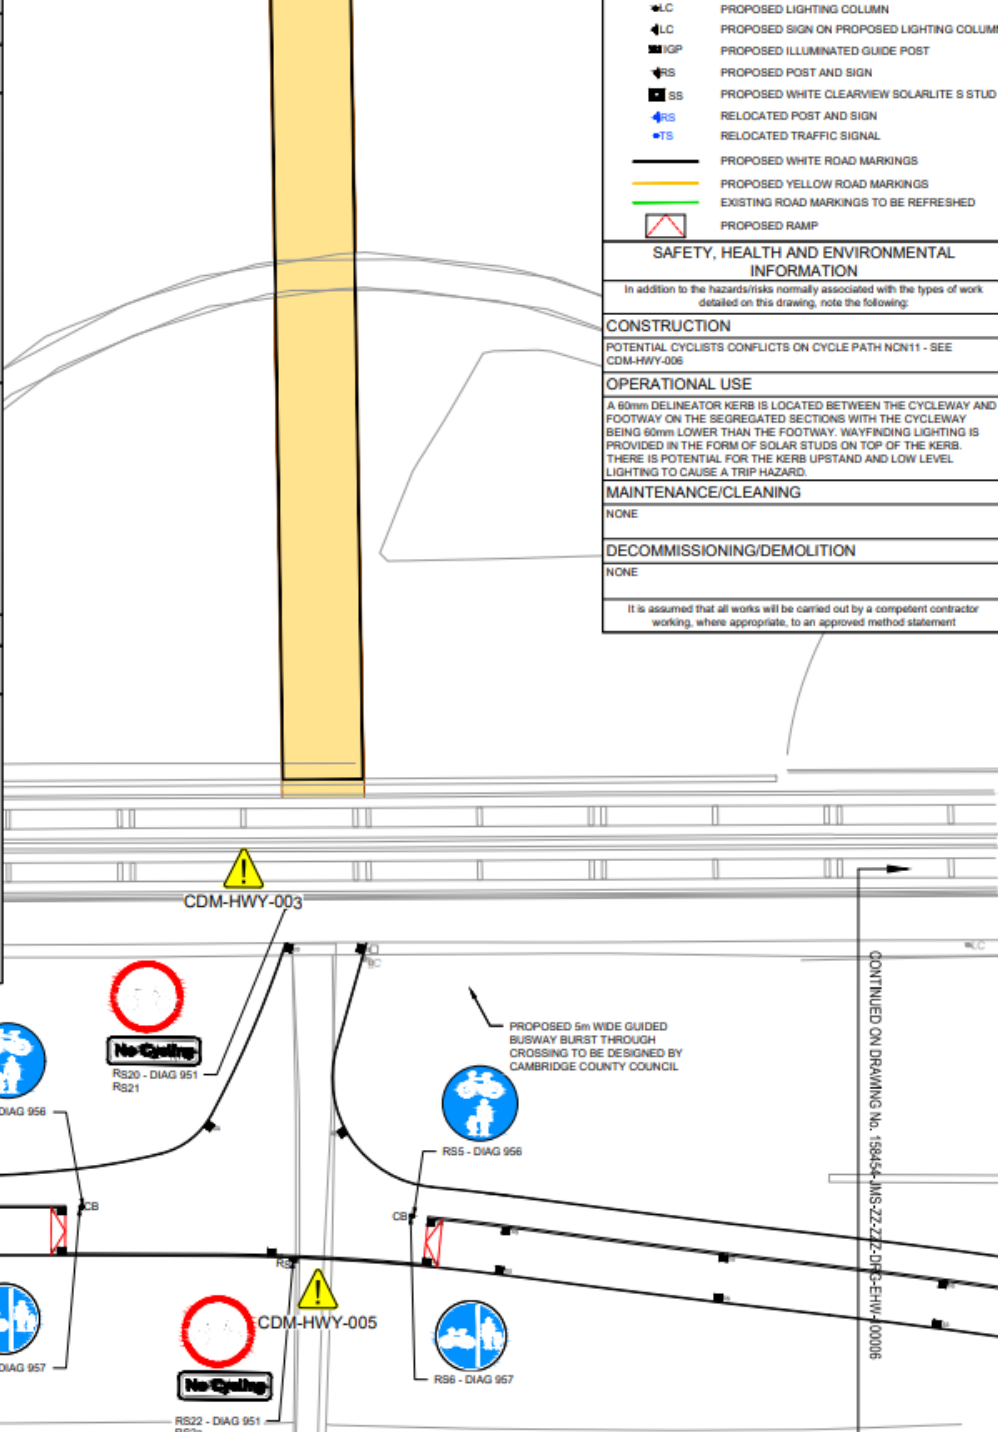 LC PROPOSED LIGHTING COLUMN
LC PROPOSED SIGN ON PROPOSED LIGHTING COLUMN
IGP PROPOSED ILLUMINATED GUIDE POST
RS PROPOSED POST AND SIGN
SS PROPOSED WHITE CLEARVIEW SOLARLITE S STUD
RS RELOCATED POST AND SIGN
TS RELOCATED TRAFFIC SIGNAL
PROPOSED WHITE ROAD MARKINGS
PROPOSED YELLOW ROAD MARKINGS
EXISTING ROAD MARKINGS TO BE REFRESHED
PROPOSED RAMP
SAFETY, HEALTH AND ENVIRONMENTAL
INFORMATION
In addition to the hazards/risks normally associated with the types of work
detailed on this drawing, note the following:
CONSTRUCTION
POTENTIAL CYCLISTS CONFLICTS ON CYCLE PATH NCN11 - SEE
CDM-HWY-006
OPERATIONAL USE
A 60mm DELINEATOR KERB IS LOCATED BETWEEN THE CYCLEWAY AND
FOOTWAY ON THE SEGREGATED SECTIONS WITH THE CYCLEWAY
BEING 60mm LOWER THAN THE FOOTWAY. WAYFINDING LIGHTING IS
PROVIDED IN THE FORM OF SOLAR STUDS ON TOP OF THE KERB.
THERE IS POTENTIAL FOR THE KERB UPSTAND AND LOW LEVEL
LIGHTING TO CAUSE A TRIP HAZARD.
MAINTENANCE/CLEANING
NONE
DECOMMISSIONING/DEMOLITION
NONE
It is assumed that all works will be carried out by a competent contractor
working, where appropriate, to an approved method statement
CDM-HWY-003
LC
No Cycling
RS20 - DIAG 951
RS21
PROPOSED 5m WIDE GUIDED
BUSWAY BURST THROUGH
CROSSING TO BE DESIGNED BY
CAMBRIDGE COUNTY COUNCIL
CONTINUED ON DRAWING No. 158454-JMS-ZZ-ZZZ-DRG-EHW-100006
DIAG 956
RS5 - DIAG 956
CB
CB
CDM-HWY-005
No Cycling
DIAG 957
RS6 - DIAG 957
RS22 - DIAG 951